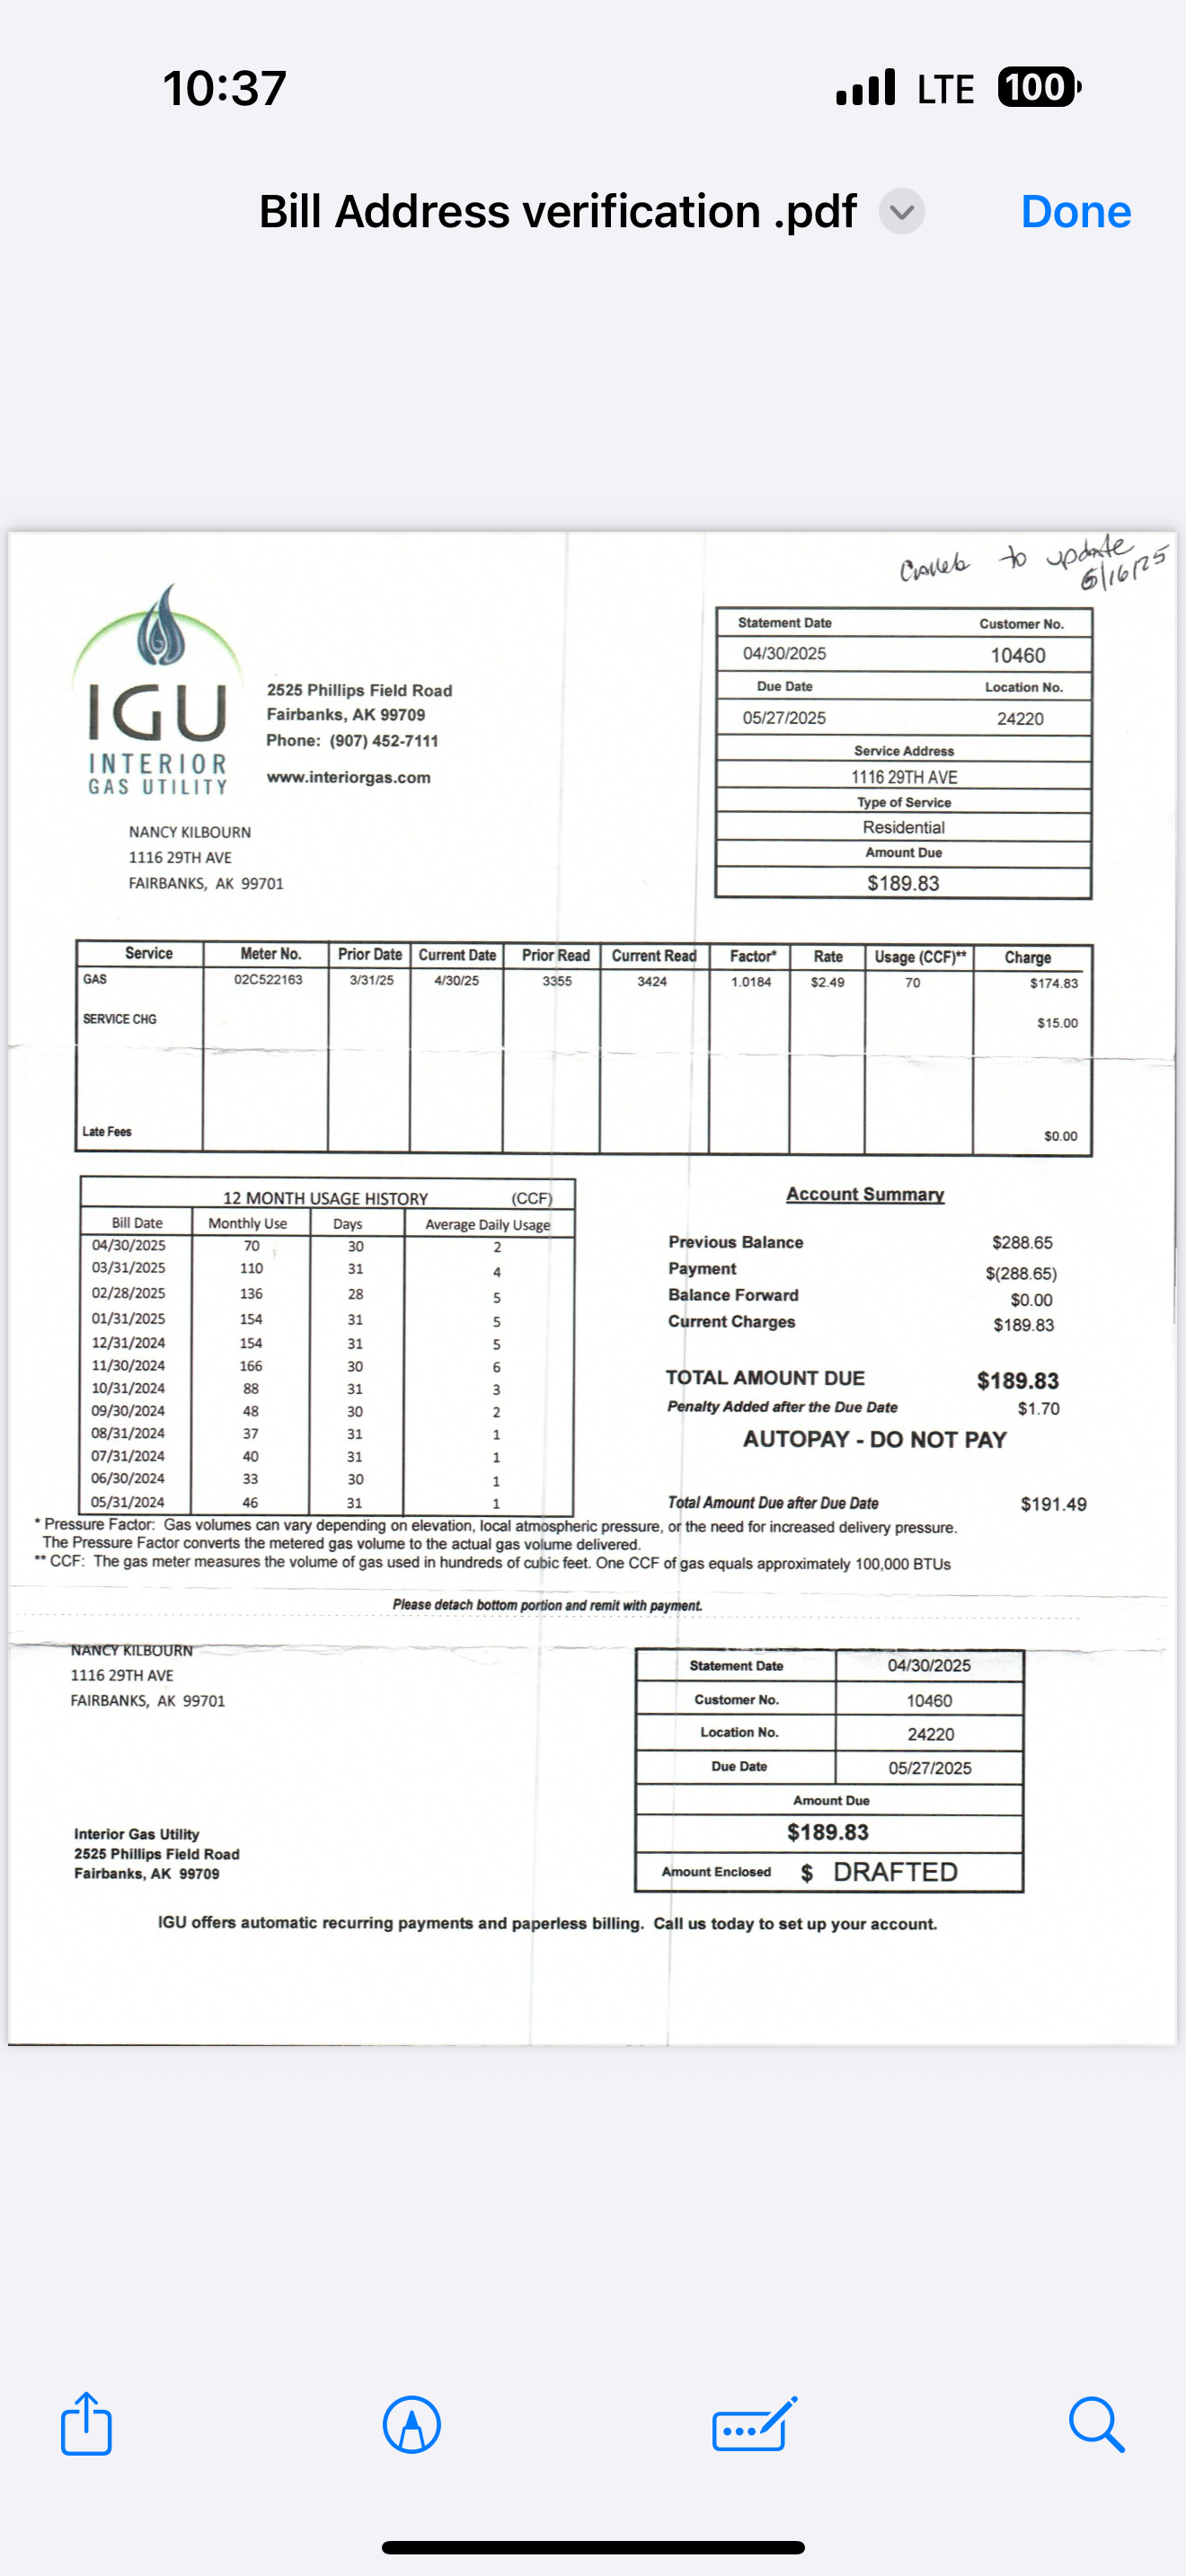 10:37 LTE 100
Bill Address verification .pdf Done
to update
5/16/25
IGU
INTERIOR
GAS UTILITY
2525 Phillips Field Road
Fairbanks, AK 99709
Phone: (907) 452-7111
www.interiorgas.com
NANCY KILBOURN
1116 29TH AVE
FAIRBANKS, AK 99701
Statement Date Customer No.
04/30/2025 10460
Due Date Location No.
05/27/2025 24220
Service Address
1116 29TH AVE
Type of Service
Residential
Amount Due
$189.83
Service Meter No. Prior Date Current Date Prior Read Current Read Factor* Rate Usage (CCF)** Charge
GAS 02C522163 3/31/25 4/30/25 3355 3424 1.0184 $2.49 70 $174.83
SERVICE CHG $15.00
Late Fees $0.00
12 MONTH USAGE HISTORY (CCF)
Bill Date Monthly Use Days Average Daily Usage
04/30/2025 70 30 2
03/31/2025 110 31 4
02/28/2025 136 28 5
01/31/2025 154 31 5
12/31/2024 154 31 5
11/30/2024 166 30 6
10/31/2024 88 31 3
09/30/2024 48 30 2
08/31/2024 37 31 1
07/31/2024 40 31 1
06/30/2024 33 30 1
05/31/2024 46 31 1
Account Summary
Previous Balance $288.65
Payment $(288.65)
Balance Forward $0.00
Current Charges $189.83
TOTAL AMOUNT DUE $189.83
Penalty Added after the Due Date $1.70
AUTOPAY - DO NOT PAY
Total Amount Due after Due Date $191.49
* Pressure Factor: Gas volumes can vary depending on elevation, local atmospheric pressure, or the need for increased delivery pressure.
The Pressure Factor converts the metered gas volume to the actual gas volume delivered.
** CCF: The gas meter measures the volume of gas used in hundreds of cubic feet. One CCF of gas equals approximately 100,000 BTUs
Please detach bottom portion and remit with payment.
NANCY KILBOURN
1116 29TH AVE
FAIRBANKS, AK 99701
Statement Date 04/30/2025
Customer No. 10460
Location No. 24220
Due Date 05/27/2025
Amount Due
$189.83
Amount Enclosed $ DRAFTED
Interior Gas Utility
2525 Phillips Field Road
Fairbanks, AK 99709
IGU offers automatic recurring payments and paperless billing. Call us today to set up your account.